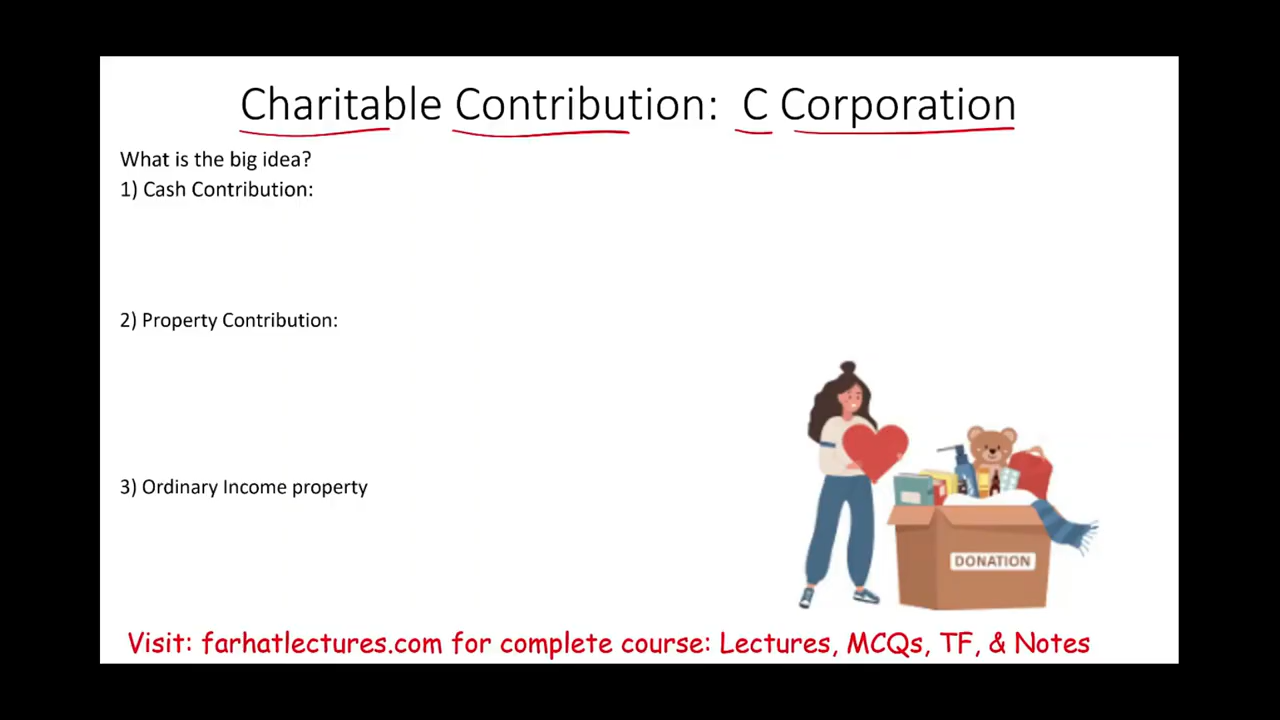 Charitable Contribution: C Corporation
What is the big idea?
1) Cash Contribution:
2) Property Contribution:
3) Ordinary Income property
DONATION
Visit: farhatlectures.com for complete course: Lectures, MCQs, TF, & Notes